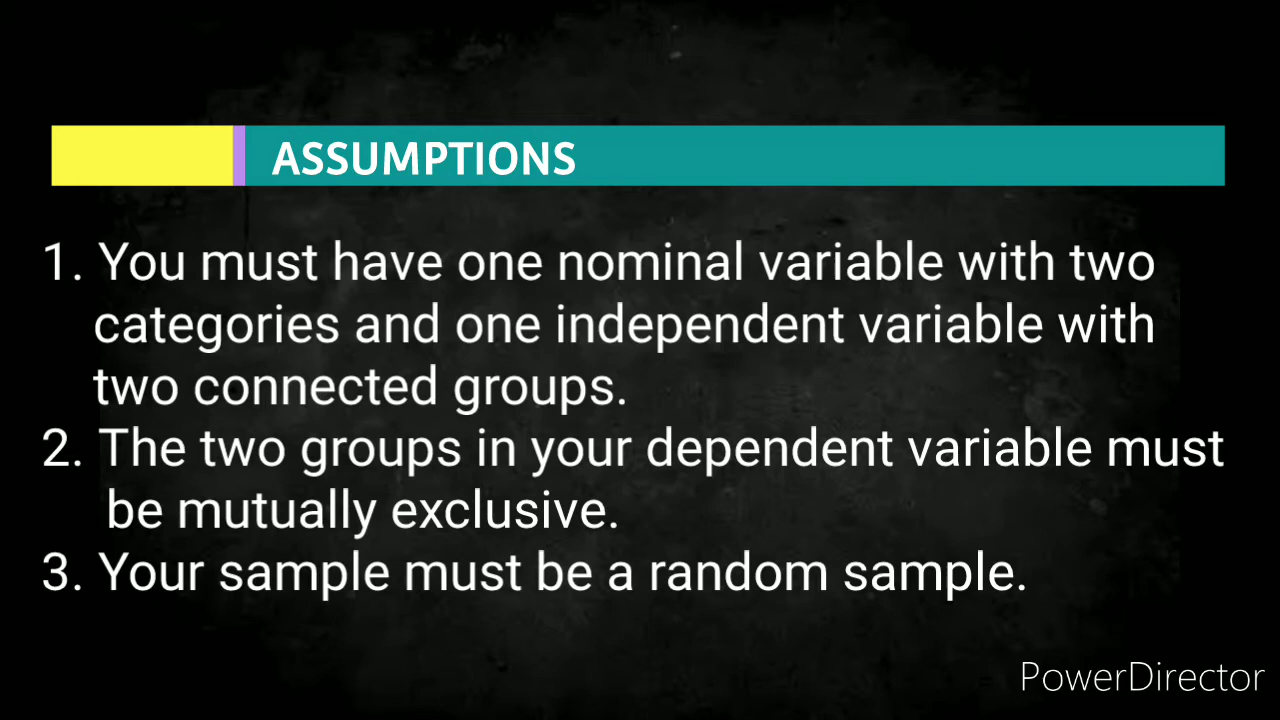 ASSUMPTIONS
1. You must have one nominal variable with two
categories and one independent variable with
two connected groups.
2. The two groups in your dependent variable must
be mutually exclusive.
3. Your sample must be a random sample.
PowerDirector